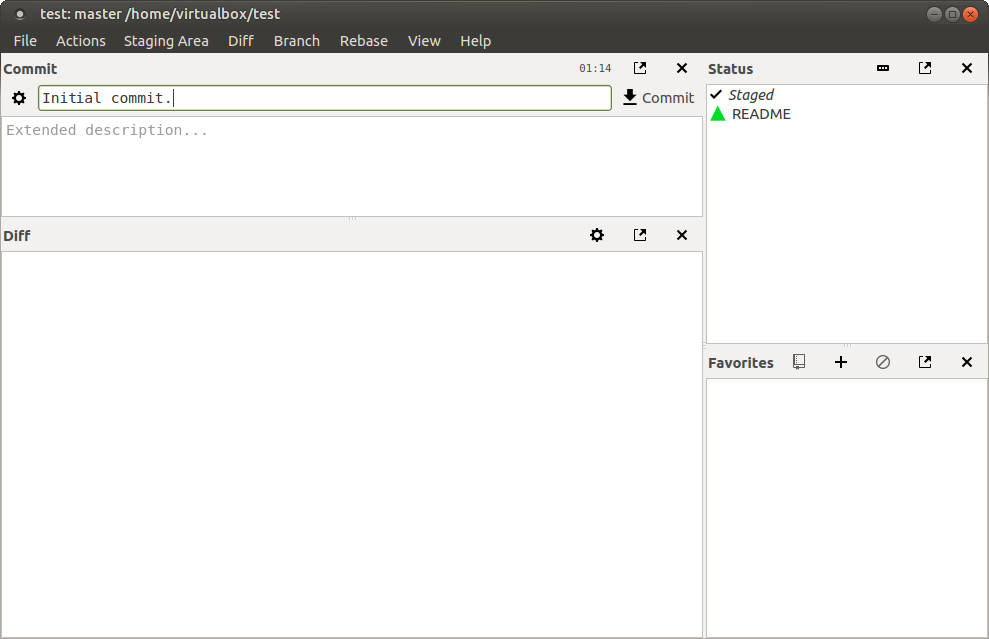 test: master /home/virtualbox/test
File Actions Staging Area Diff Branch Rebase View Help
Commit 01:14
Initial commit. Commit
Extended description...
Diff
Status
Staged
README
Favorites